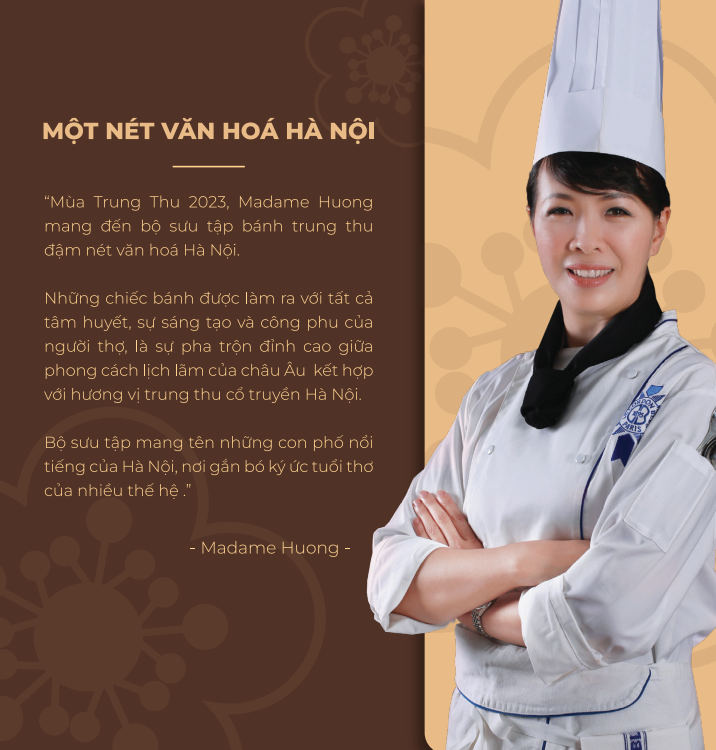 MỘT NÉT VĂN HOÁ HÀ NỘI
“Mùa Trung Thu 2023, Madame Huong
mang đến bộ sưu tập bánh trung thu
đậm nét văn hoá Hà Nội.
Những chiếc bánh được làm ra với tất cả
tâm huyết, sự sáng tạo và công phu của
người thợ, là sự pha trộn đỉnh cao giữa
phong cách lịch lãm của châu Âu kết hợp
với hương vị trung thu cổ truyền Hà Nội.
Bộ sưu tập mang tên những con phố nổi
tiếng của Hà Nội, nơi gắn bó ký ức tuổi thơ
của nhiều thế hệ .”
- Madame Huong -
PARIS